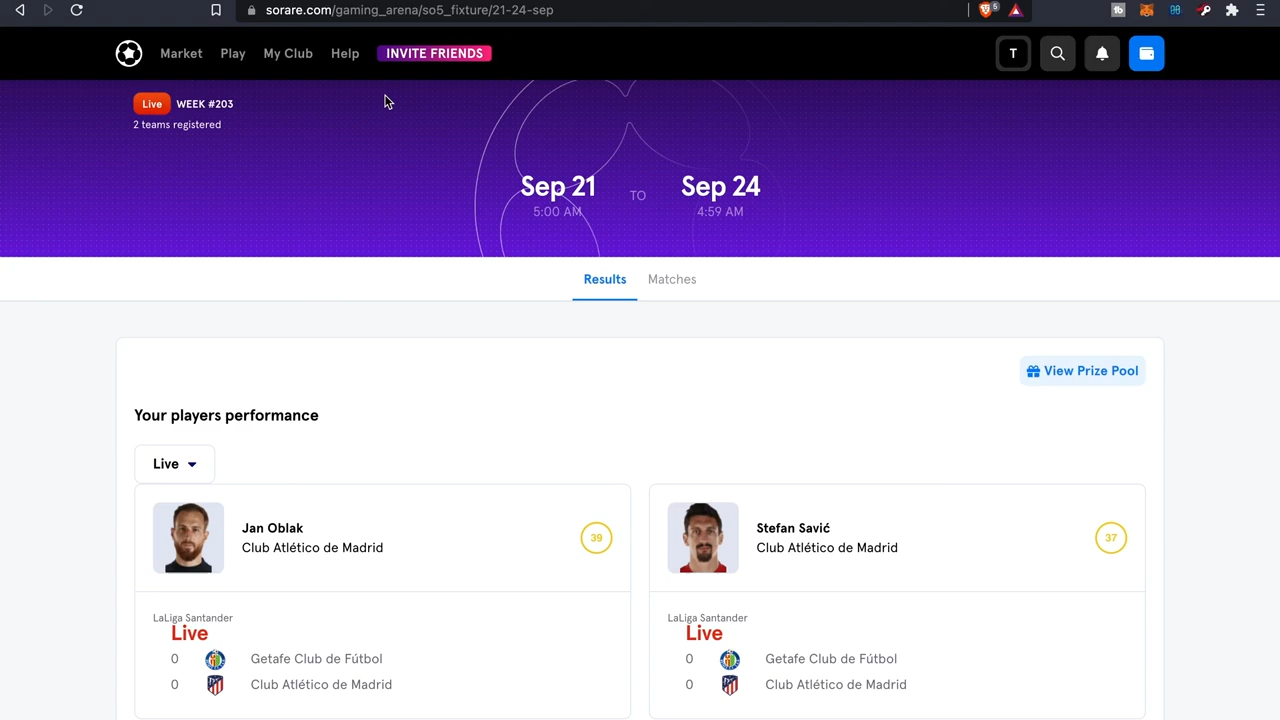 sorare.com/gaming_arena/so5_fixture/21-24-sep
5
Market Play My Club Help INVITE FRIENDS
T
Live WEEK #203
2 teams registered
Sep 21 TO Sep 24
5:00 AM 4:59 AM
Results Matches
View Prize Pool
Your players performance
Live
Jan Oblak
Club Atlético de Madrid
39
LaLiga Santander
Live
0 Getafe Club de Fútbol
0 Club Atlético de Madrid
Stefan Savić
Club Atlético de Madrid
37
LaLiga Santander
Live
0 Getafe Club de Fútbol
0 Club Atlético de Madrid